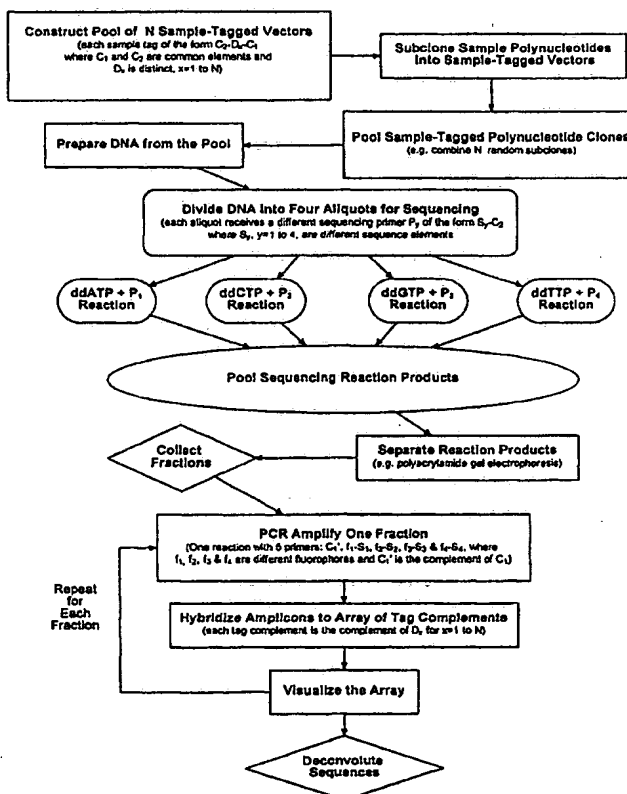 Construct Pool of N Sample-Tagged Vectors
(each sample tag of the form C₂-Dₓ-C₁
where C₁ and C₂ are common elements and
Dₓ is distinct, x=1 to N)
Subclone Sample Polynucleotides
Into Sample-Tagged Vectors
Prepare DNA from the Pool
Pool Sample-Tagged Polynucleotide Clones
(e.g. combine N random subclones)
Divide DNA Into Four Aliquots for Sequencing
(each aliquot receives a different sequencing primer Pᵧ of the form Sᵧ-C₂
where Sᵧ, y=1 to 4, are different sequence elements
ddATP + P₁
Reaction
ddCTP + P₂
Reaction
ddGTP + P₃
Reaction
ddTTP + P₄
Reaction
Pool Sequencing Reaction Products
Collect
Fractions
Separate Reaction Products
(e.g. polyacrylamide gel electrophoresis)
PCR Amplify One Fraction
(One reaction with 5 primers: C₁', f₁-S₁, f₂-S₂, f₃-S₃ & f₄-S₄, where
f₁, f₂, f₃ & f₄ are different fluorophores and C₁' is the complement of C₁)
Repeat
for
Each
Fraction
Hybridize Amplicons to Array of Tag Complements
(each tag complement is the complement of Dₓ for x=1 to N)
Visualize the Array
Deconvolute
Sequences